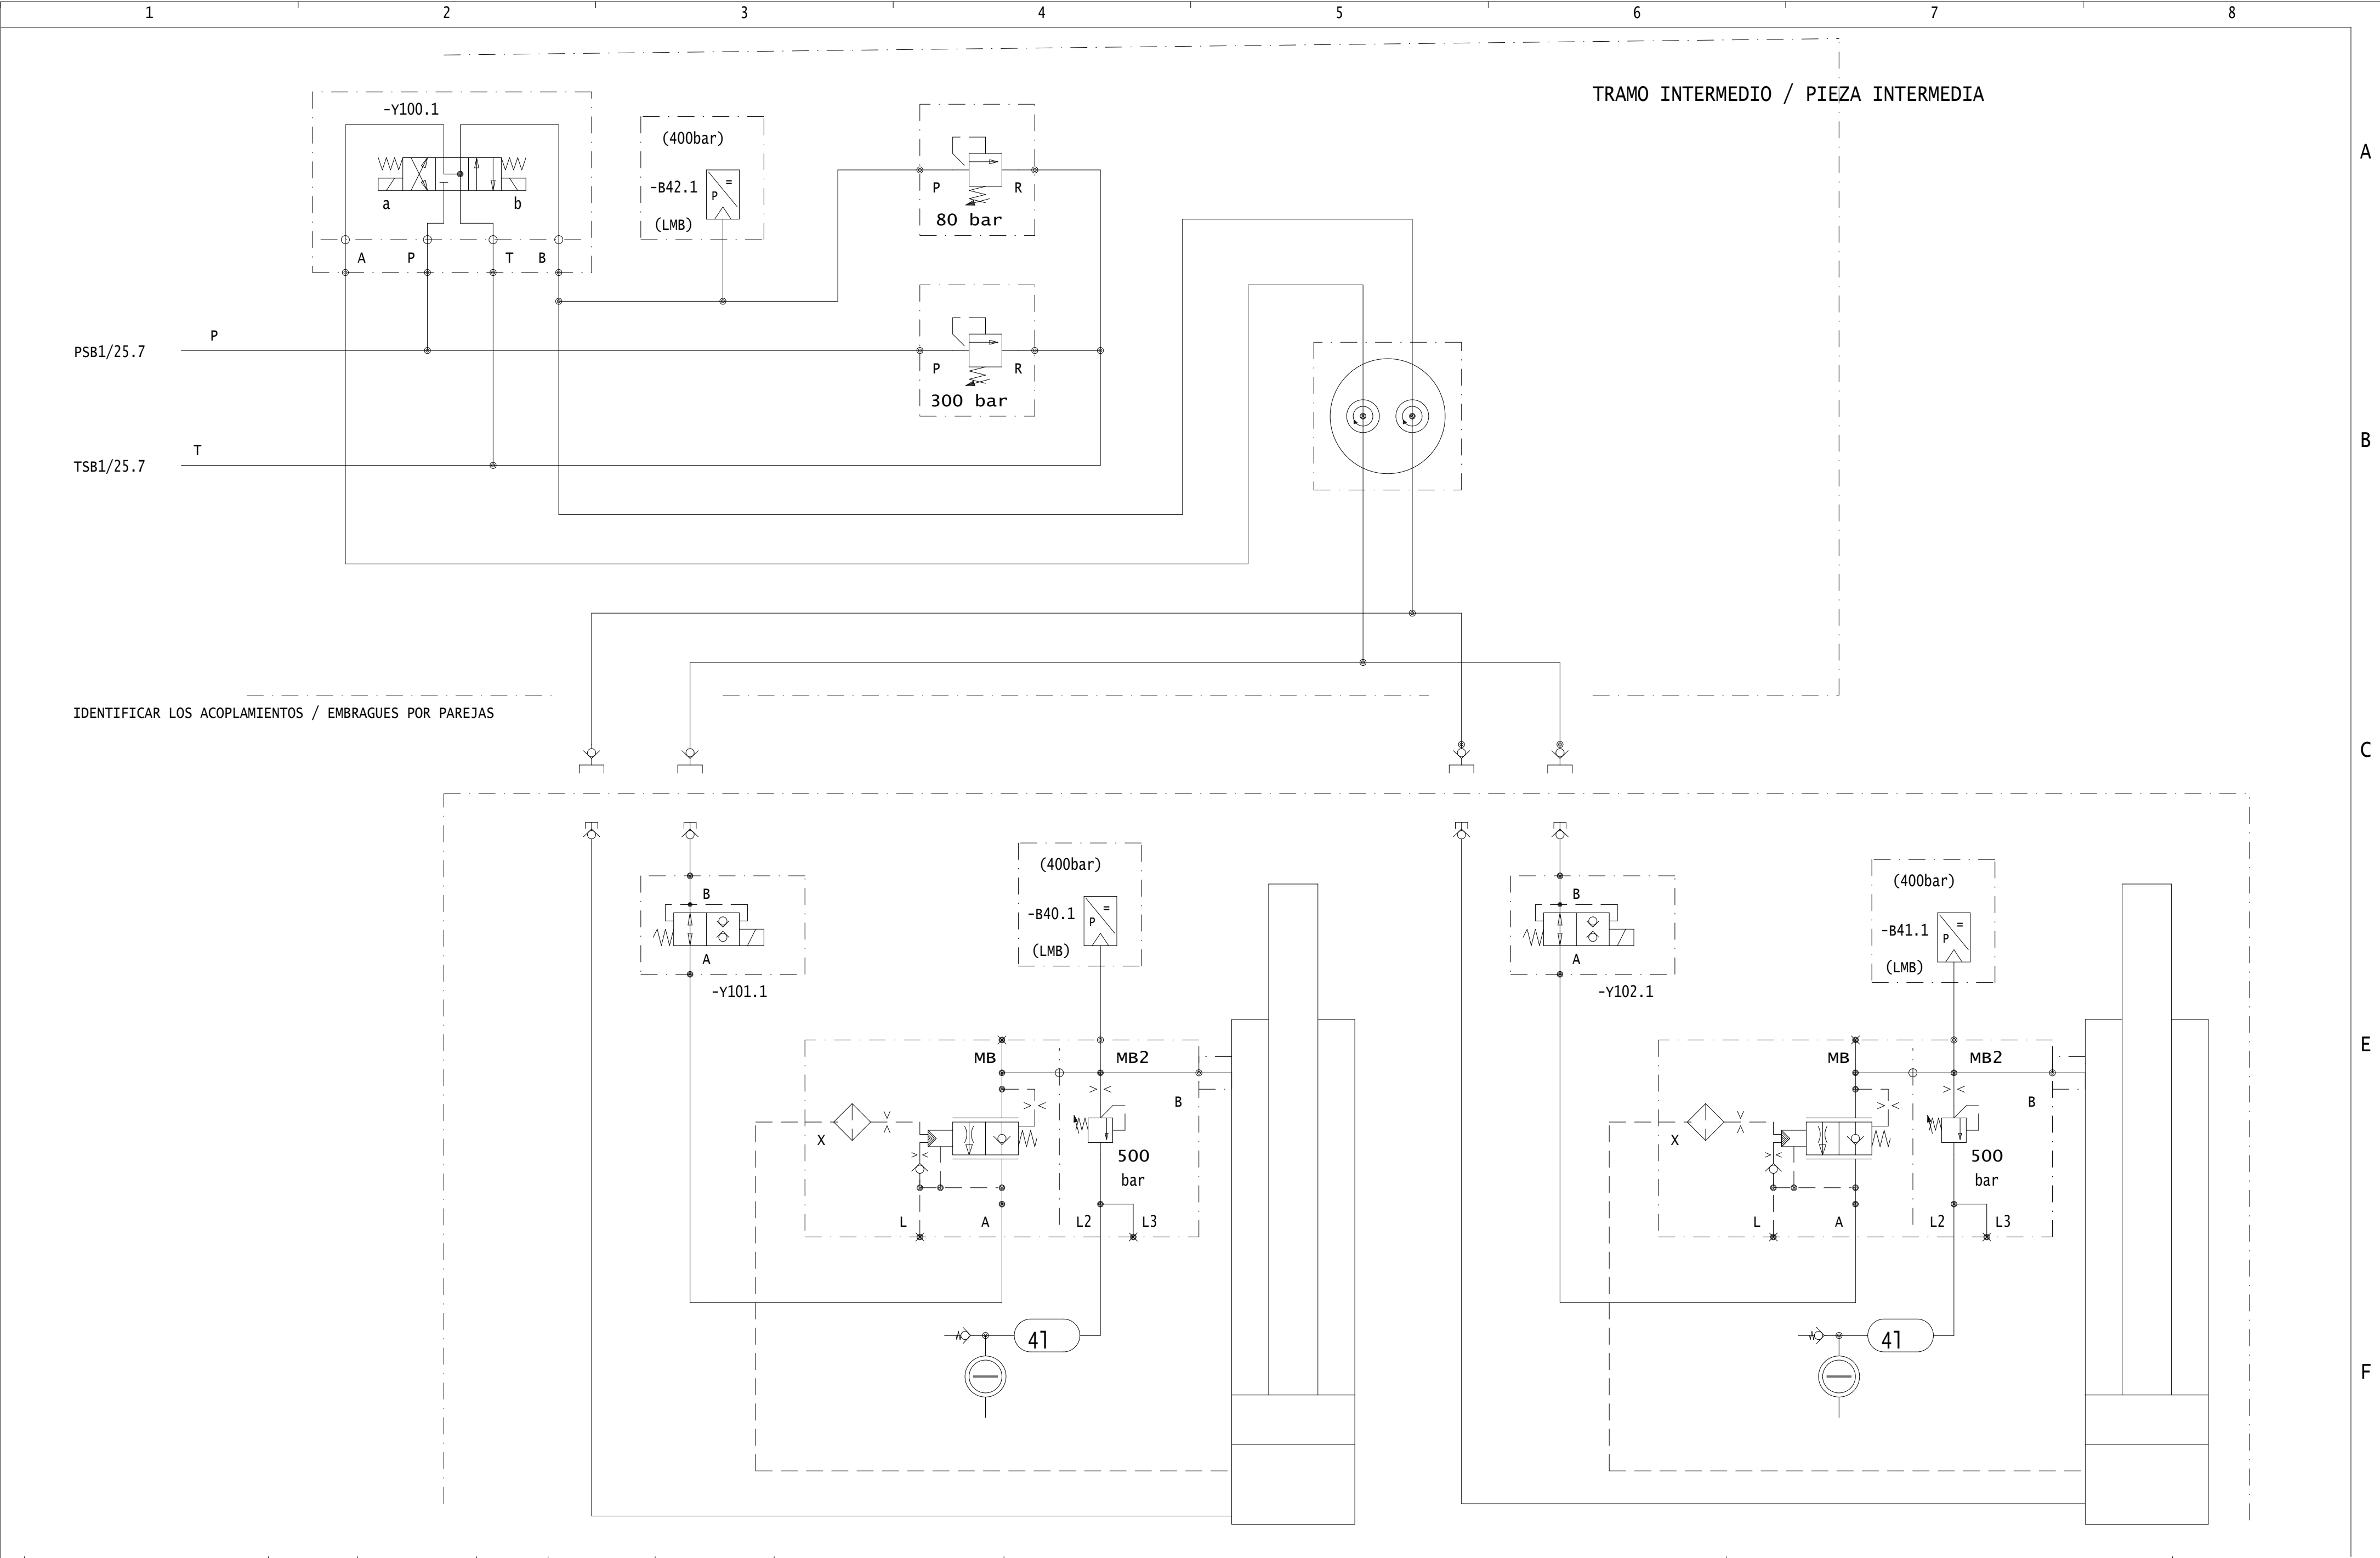 1 2 3 4 5 6 7 8
TRAMO INTERMEDIO / PIEZA INTERMEDIA
-Y100.1
a b
A P T B
(400bar)
-B42.1
P =
(LMB)
P R
80 bar
A
P R
300 bar
PSB1/25.7 P
TSB1/25.7 T
B
IDENTIFICAR LOS ACOPLAMIENTOS / EMBRAGUES POR PAREJAS
C
B
A
-Y101.1
(400bar)
-B40.1
P =
(LMB)
MB MB2
B
X
500
bar
L A L2 L3
4l
B
A
-Y102.1
(400bar)
-B41.1
P =
(LMB)
MB MB2
B
X
500
bar
L A L2 L3
4l
E
F